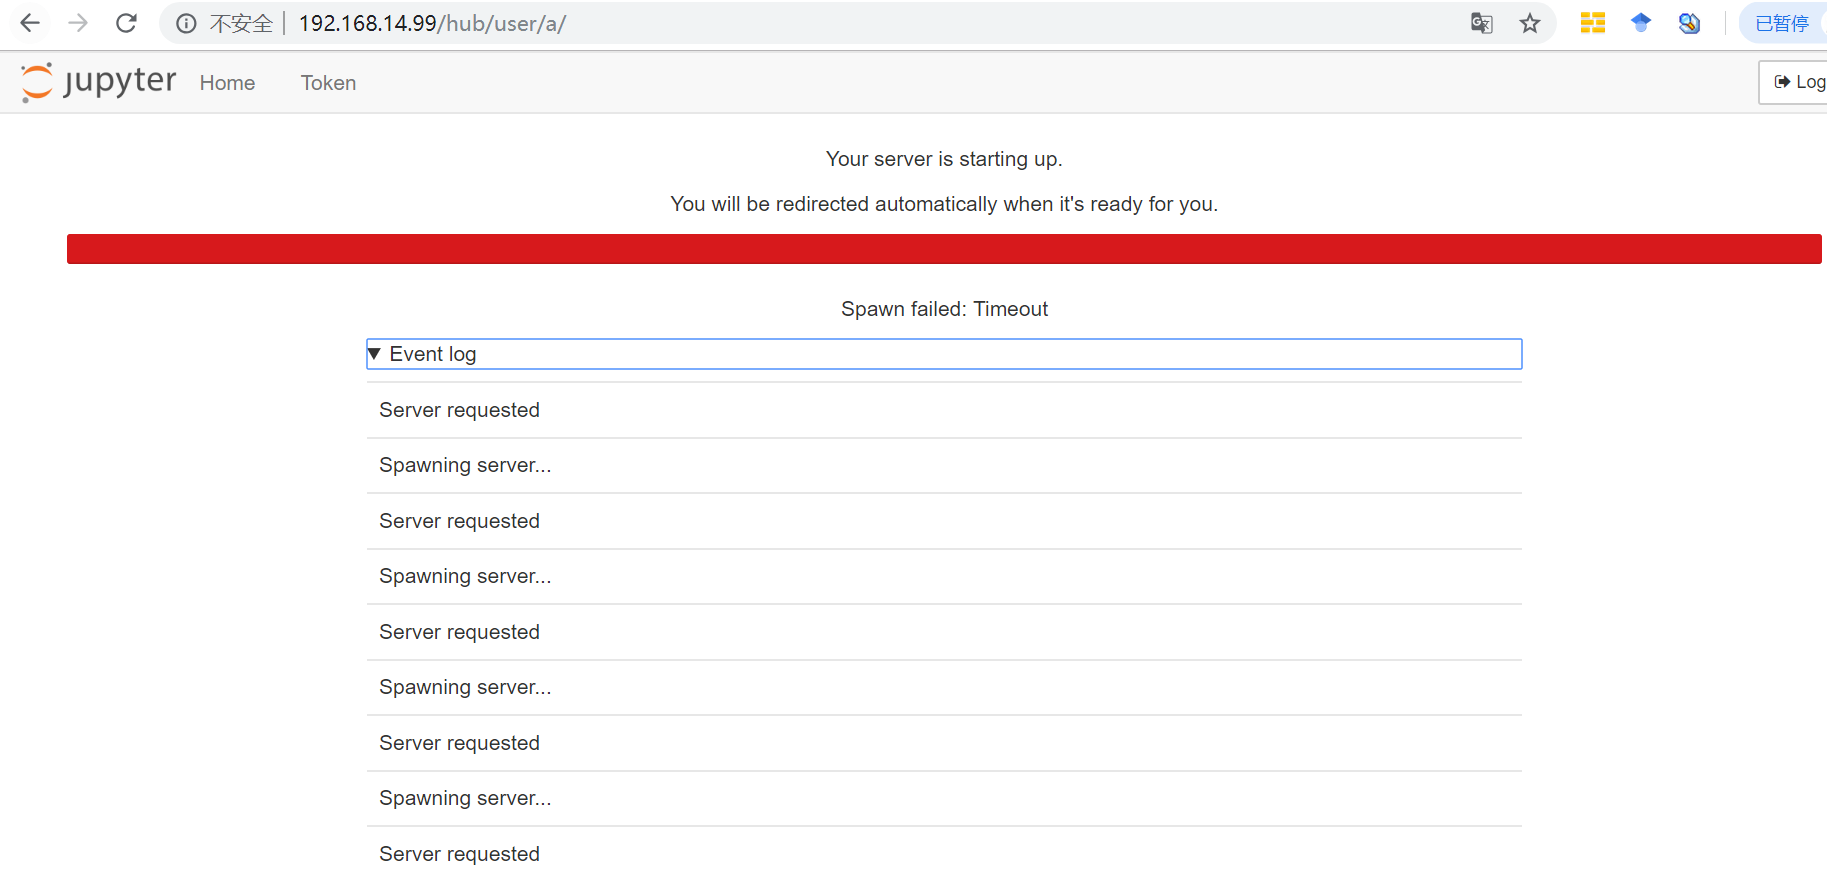 不安全 192.168.14.99/hub/user/a/ 已暂停
jupyter Home Token Log
Your server is starting up.
You will be redirected automatically when it's ready for you.
Spawn failed: Timeout
Event log
Server requested
Spawning server...
Server requested
Spawning server...
Server requested
Spawning server...
Server requested
Spawning server...
Server requested